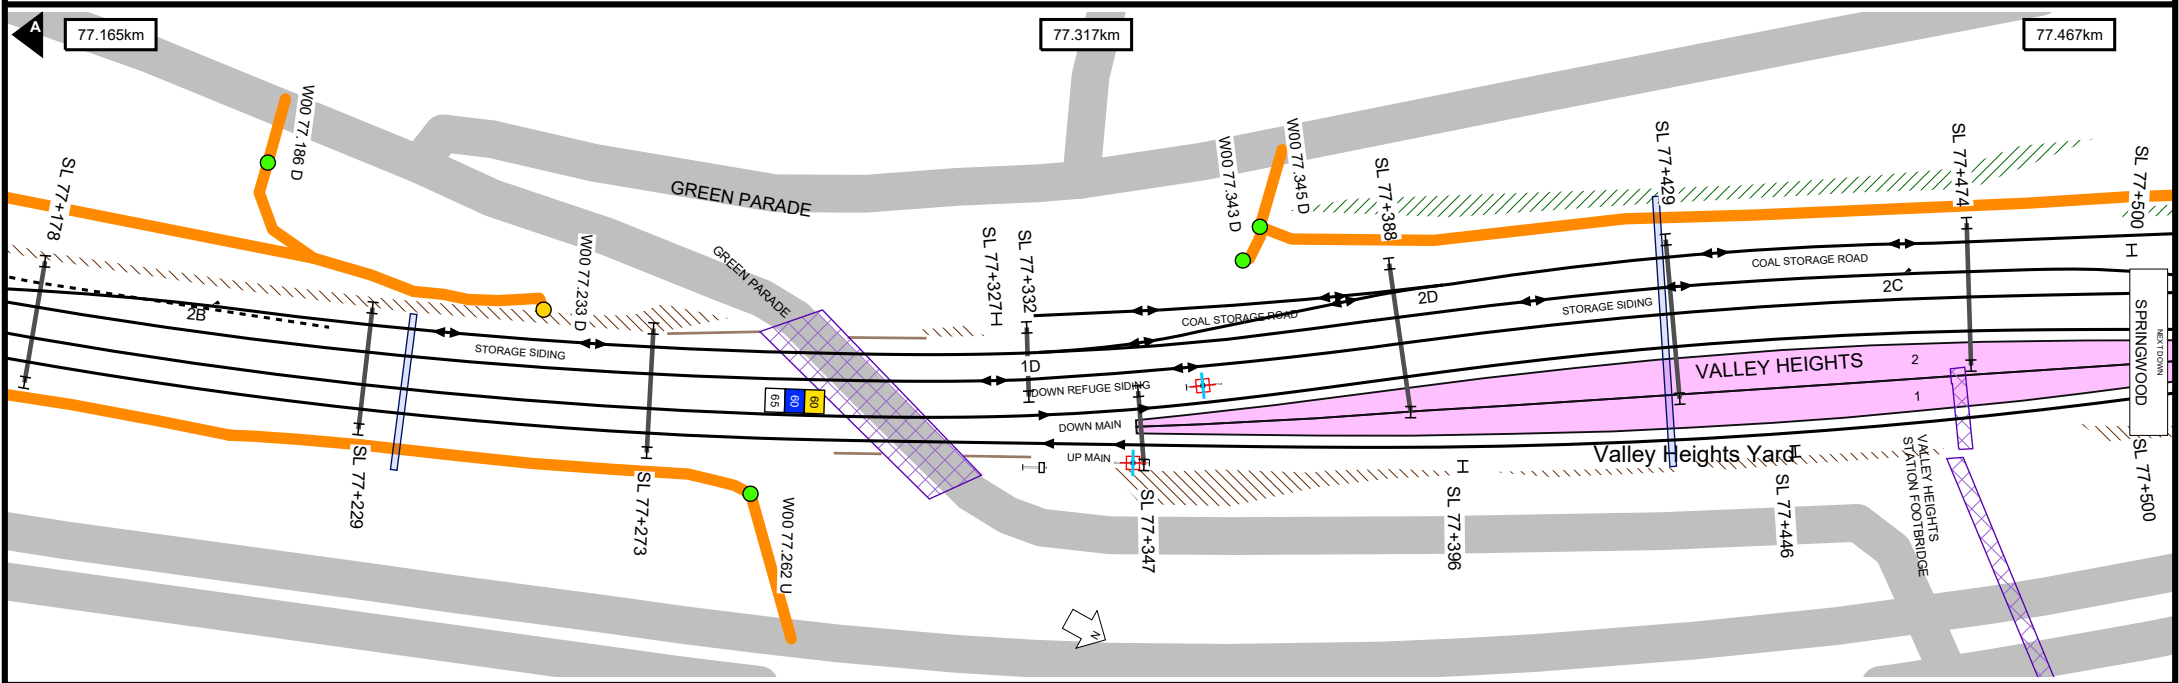 A
77.165km
77.317km
77.467km
W00 77.186 D
SL 77+178
GREEN PARADE
GREEN PARADE
W00 77.233 D
SL 77+327
SL 77+332
W00 77.343 D
W00 77.345 D
SL 77+388
SL 77+429
SL 77+474
SL 77+500
COAL STORAGE ROAD
2B
STORAGE SIDING
COAL STORAGE ROAD
2D
STORAGE SIDING
2C
1D
DOWN REFUGE SIDING
65
60
60
DOWN MAIN
UP MAIN
VALLEY HEIGHTS
2
1
SPRINGWOOD
NEXT DOWN
Valley Heights Yard
VALLEY HEIGHTS
STATION FOOTBRIDGE
SL 77+229
SL 77+273
W00 77.262 U
SL 77+347
SL 77+396
SL 77+446
SL 77+500
N